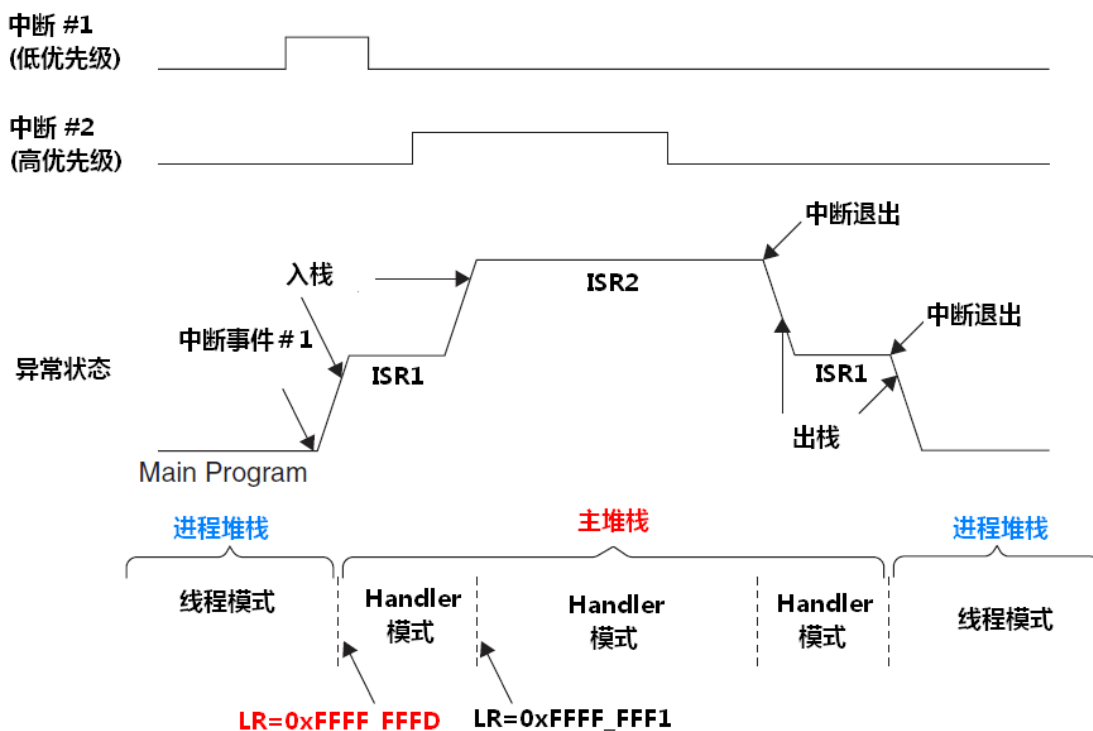 中断 #1
(低优先级)
中断 #2
(高优先级)
中断退出
入栈
ISR2
中断事件＃1
中断退出
异常状态
ISR1
ISR1
出栈
Main Program
进程堆栈
主堆栈
进程堆栈
线程模式
Handler
模式
Handler
模式
Handler
模式
线程模式
LR=0xFFFF_FFFD
LR=0xFFFF_FFF1